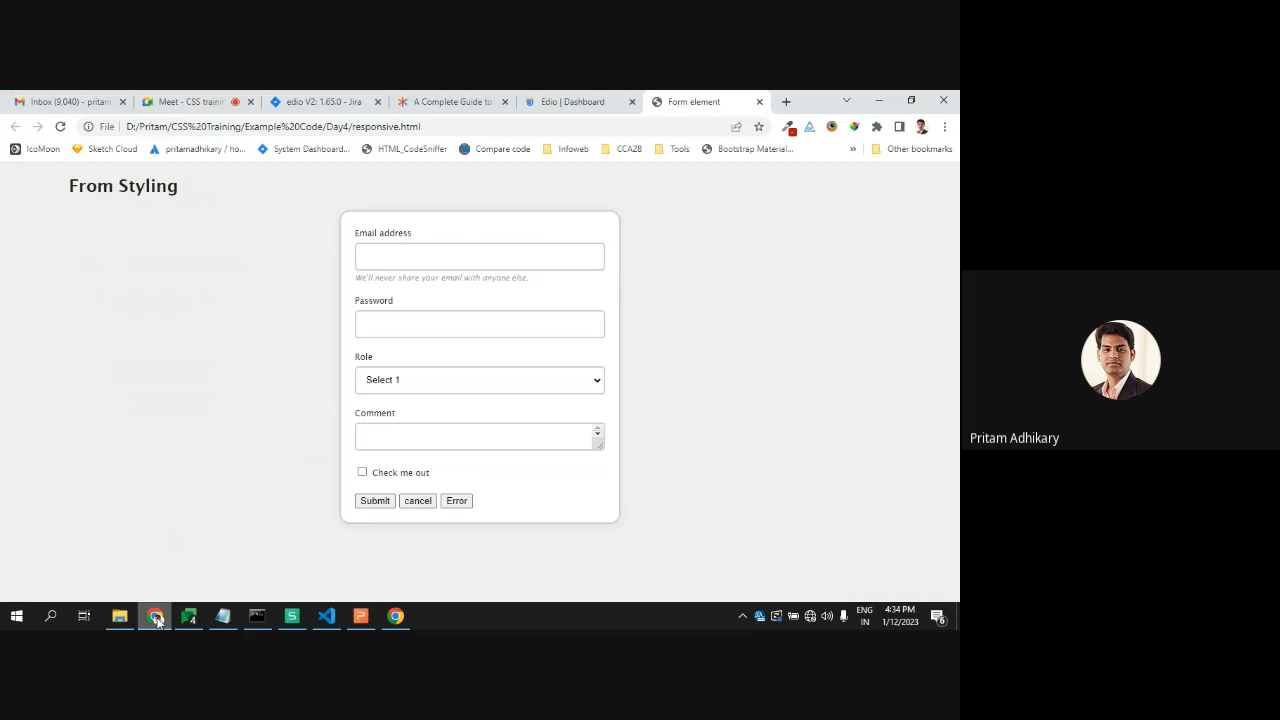 Inbox (9,040) - pritam
Meet - CSS traini
edio V2: 1.65.0 - Jira
A Complete Guide to
Edio | Dashboard
Form element
File
D:/Pritam/CSS%20Training/Example%20Code/Day4/responsive.html
IcoMoon
Sketch Cloud
pritamadhikary / ho...
System Dashboard...
HTML_CodeSniffer
Compare code
Infoweb
CCA28
Tools
Bootstrap Material...
»
Other bookmarks
From Styling
Email address
We'll never share your email with anyone else.
Password
Role
Select 1
Comment
Check me out
Submit
cancel
Error
Pritam Adhikary
4
S
P
ENG
IN
4:34 PM
1/12/2023
6